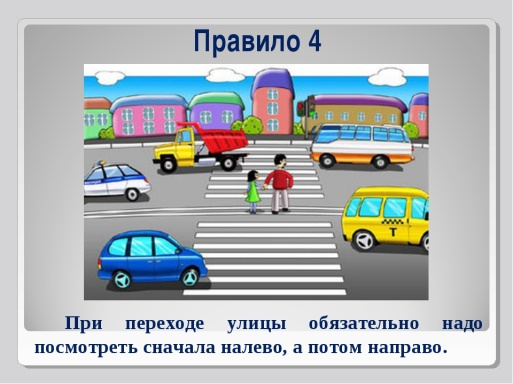 Правило 4
Т
При переходе улицы обязательно надо
посмотреть сначала налево, а потом направо.